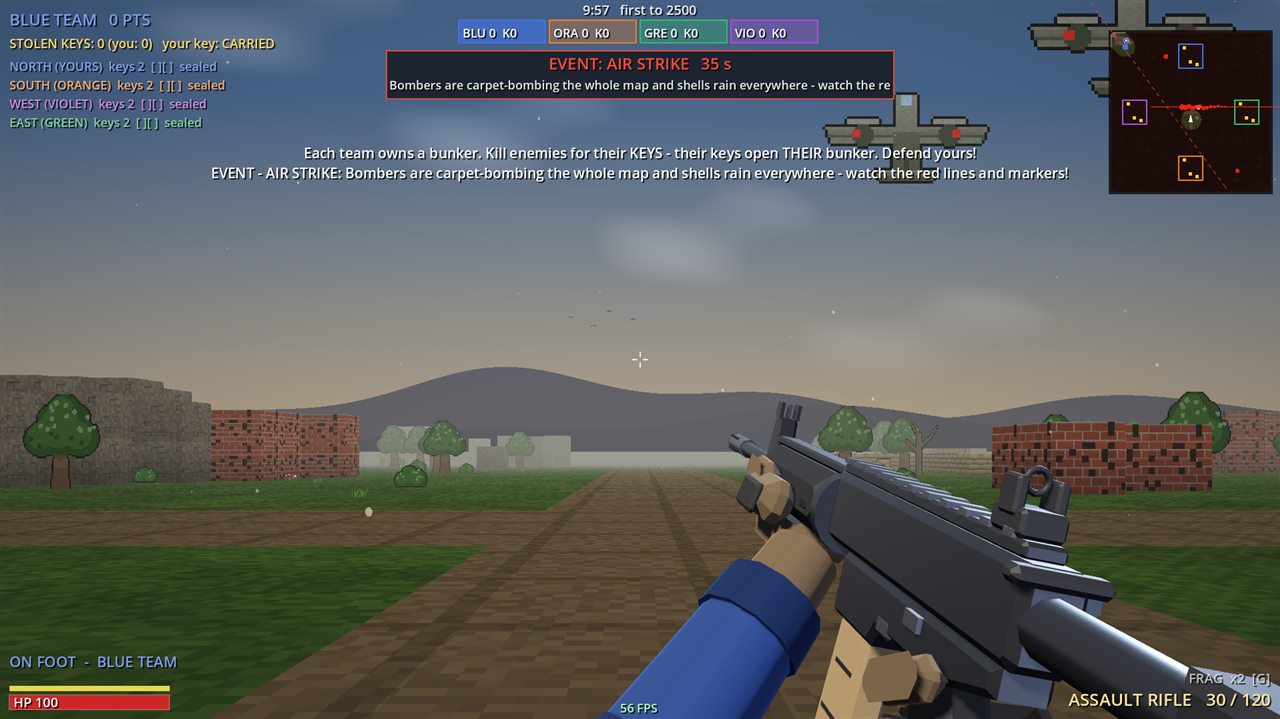 9:57 first to 2500
BLUE TEAM 0 PTS
BLU 0 K0 ORA 0 K0 GRE 0 K0 VIO 0 K0
STOLEN KEYS: 0 (you: 0) your key: CARRIED
NORTH (YOURS) keys 2 [ ][ ] sealed
SOUTH (ORANGE) keys 2 [ ][ ] sealed
WEST (VIOLET) keys 2 [ ][ ] sealed
EAST (GREEN) keys 2 [ ][ ] sealed
EVENT: AIR STRIKE 35 s
Bombers are carpet-bombing the whole map and shells rain everywhere - watch the re
Each team owns a bunker. Kill enemies for their KEYS - their keys open THEIR bunker. Defend yours!
EVENT - AIR STRIKE: Bombers are carpet-bombing the whole map and shells rain everywhere - watch the red lines and markers!
ON FOOT - BLUE TEAM
HP 100
56 FPS
FRAG x2 [G]
ASSAULT RIFLE 30 / 120